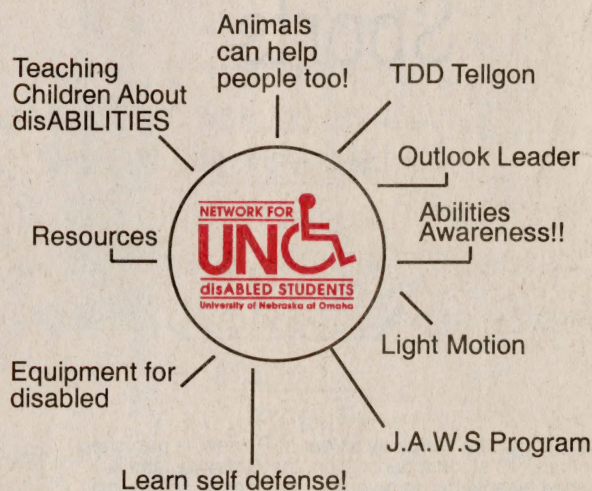 Animals
can help
people too!
TDD Tellgon
Teaching
Children About
disABILITIES
Outlook Leader
Abilities
Awareness!!
Resources
NETWORK FOR
UNO
disABLED STUDENTS
University of Nebraska at Omaha
Light Motion
Equipment for
disabled
J.A.W.S Program
Learn self defense!